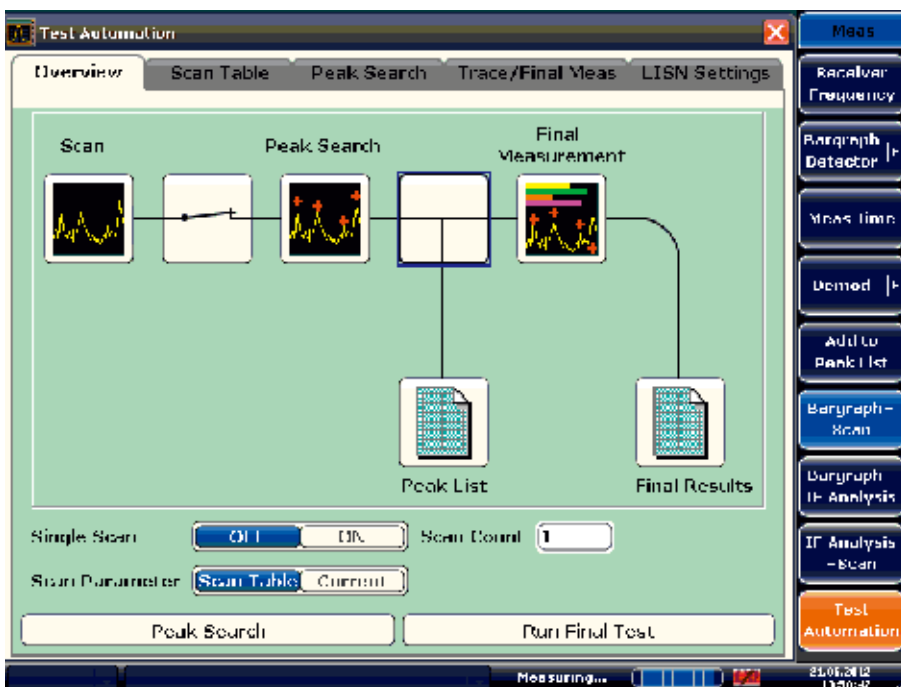 Test Automation
Meas
Overview
Scan Table
Peak Search
Trace/Final Meas
LISN Settings
Receiver
Frequency
Scan
Peak Search
Final
Measurement
Bargraph
Detector
Meas Time
Demod
Add to
Peak List
Bargraph-
Scan
Peak List
Final Results
Bargraph
IF Analysis
Single Scan
OFF
ON
Scan Count
1
IF Analysis
-Scan
Scan Parameter
Scan Table
Current
Peak Search
Run Final Test
Test
Automation
Measuring...